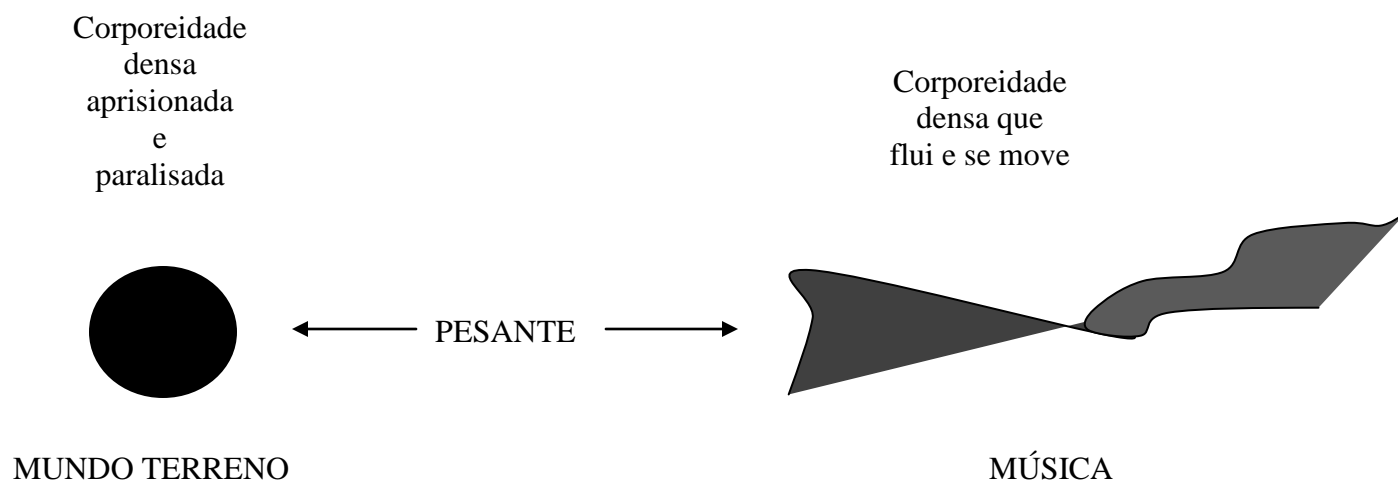 Corporeidade
densa
aprisionada
e
paralisada
Corporeidade
densa que
flui e se move
PESANTE
MUNDO TERRENO
MÚSICA